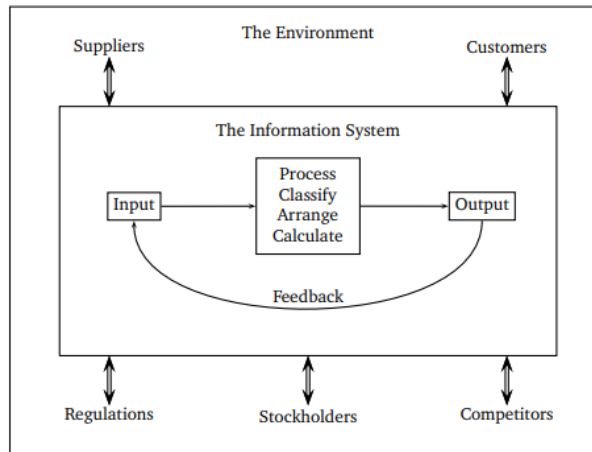 The Environment
Suppliers
Customers
The Information System
Process
Classify
Arrange
Calculate
Input
Output
Feedback
Regulations
Stockholders
Competitors